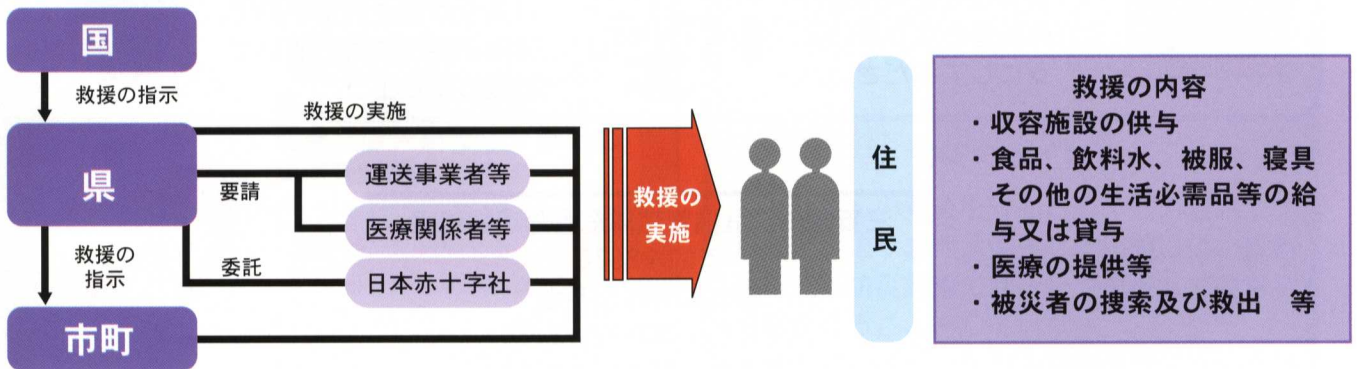 国
救援の指示
救援の実施
県
要請
運送事業者等
医療関係者等
救援の
指示
委託
日本赤十字社
市町
救援の
実施
住
民
救援の内容
・収容施設の供与
・食品、飲料水、被服、寝具
その他の生活必需品等の給
与又は貸与
・医療の提供等
・被災者の捜索及び救出　等